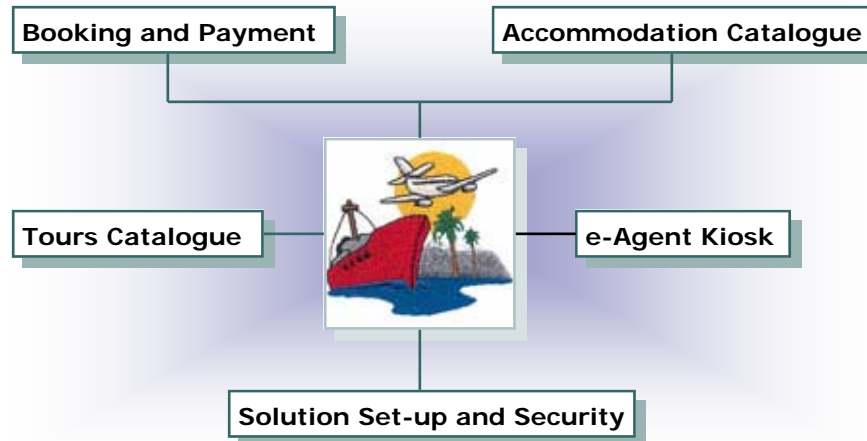 Booking and Payment
Accommodation Catalogue
Tours Catalogue
e-Agent Kiosk
Solution Set-up and Security